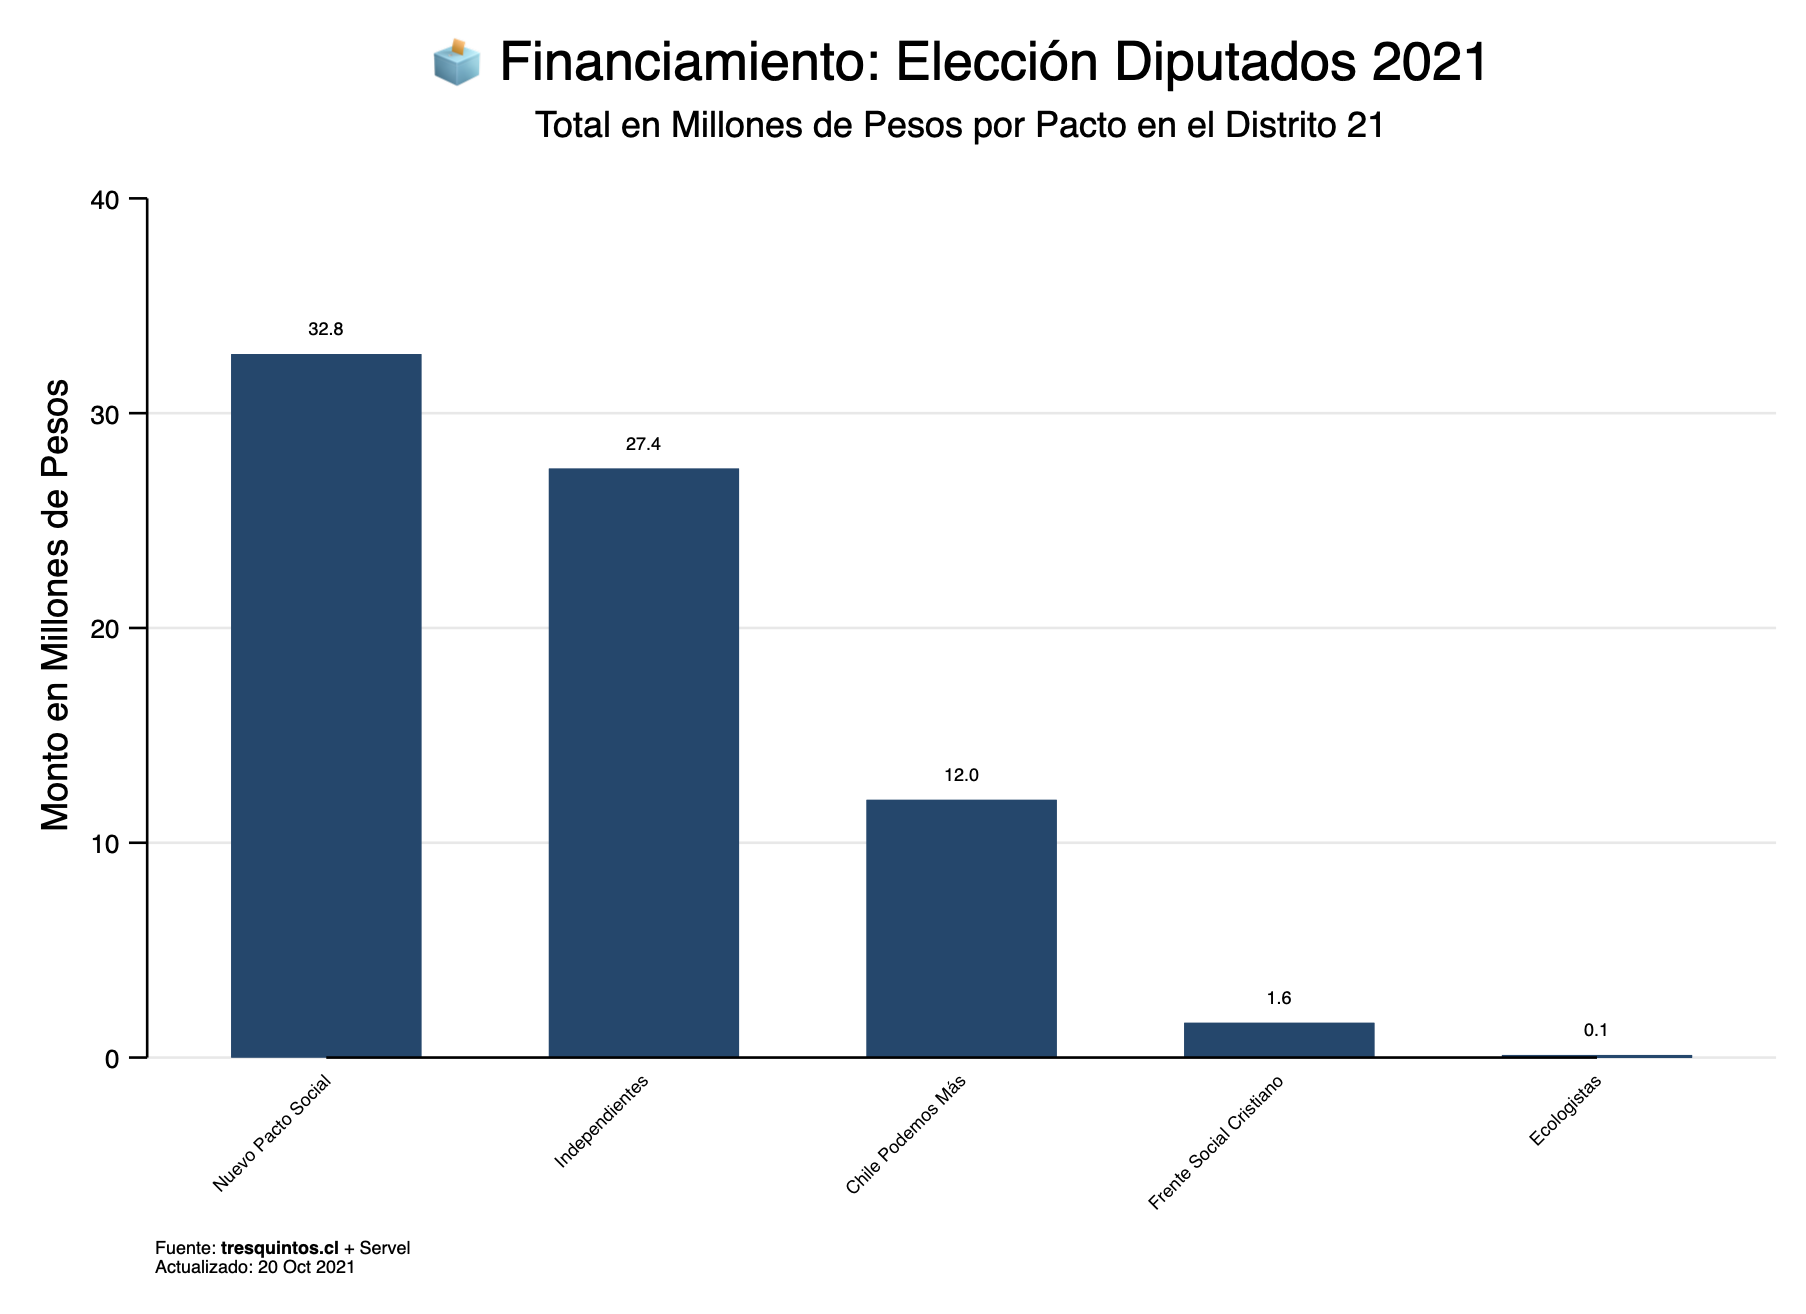 Financiamiento: Elección Diputados 2021
Total en Millones de Pesos por Pacto en el Distrito 21
Monto en Millones de Pesos
40
30
20
10
0
32.8
27.4
12.0
1.6
0.1
Nuevo Pacto Social
Independientes
Chile Podemos Más
Frente Social Cristiano
Ecologistas
Fuente: tresquintos.cl + Servel
Actualizado: 20 Oct 2021